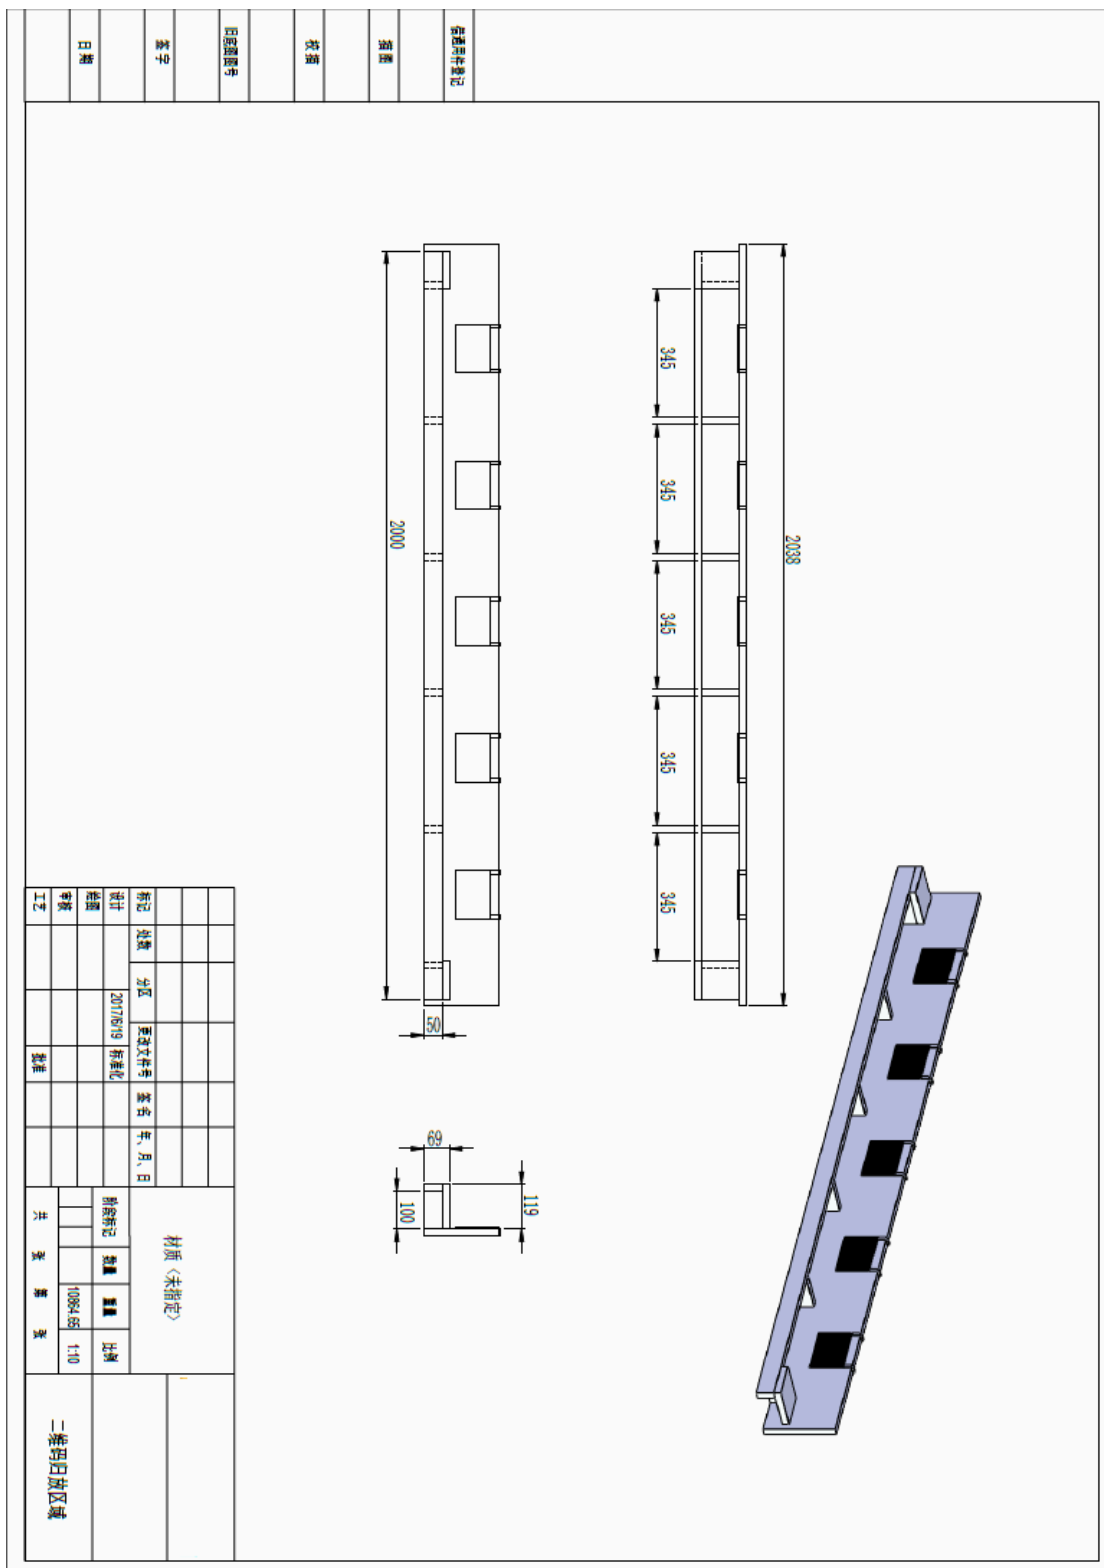 借通用件登记
描图
校描
旧底图图号
签字
日期
2038
345
345
345
345
345
2000
50
69
119
100
标记
处数
分区
更改文件号
签名
年、月、日
设计
2017/6/19
标准化
绘图
审核
工艺
批准
材质 <未指定>
阶段标记
数量
重量
比例
10864.65
1:10
共
张
第
张
二维码归放区域